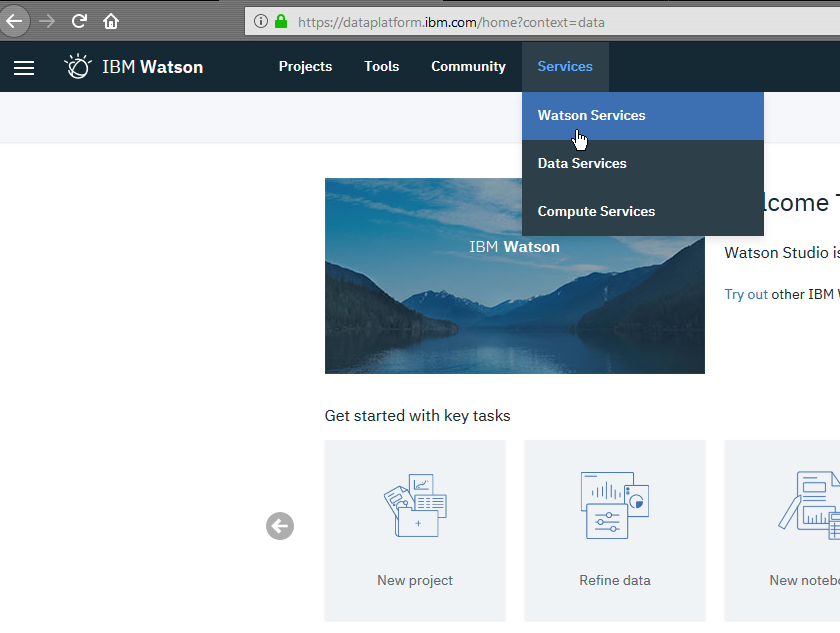 https://dataplatform.ibm.com/home?context=data
IBM Watson
Projects
Tools
Community
Services
Watson Services
Data Services
Compute Services
IBM Watson
lcome
Watson Studio is
Try out other IBM
Get started with key tasks
New project
Refine data
New noteb